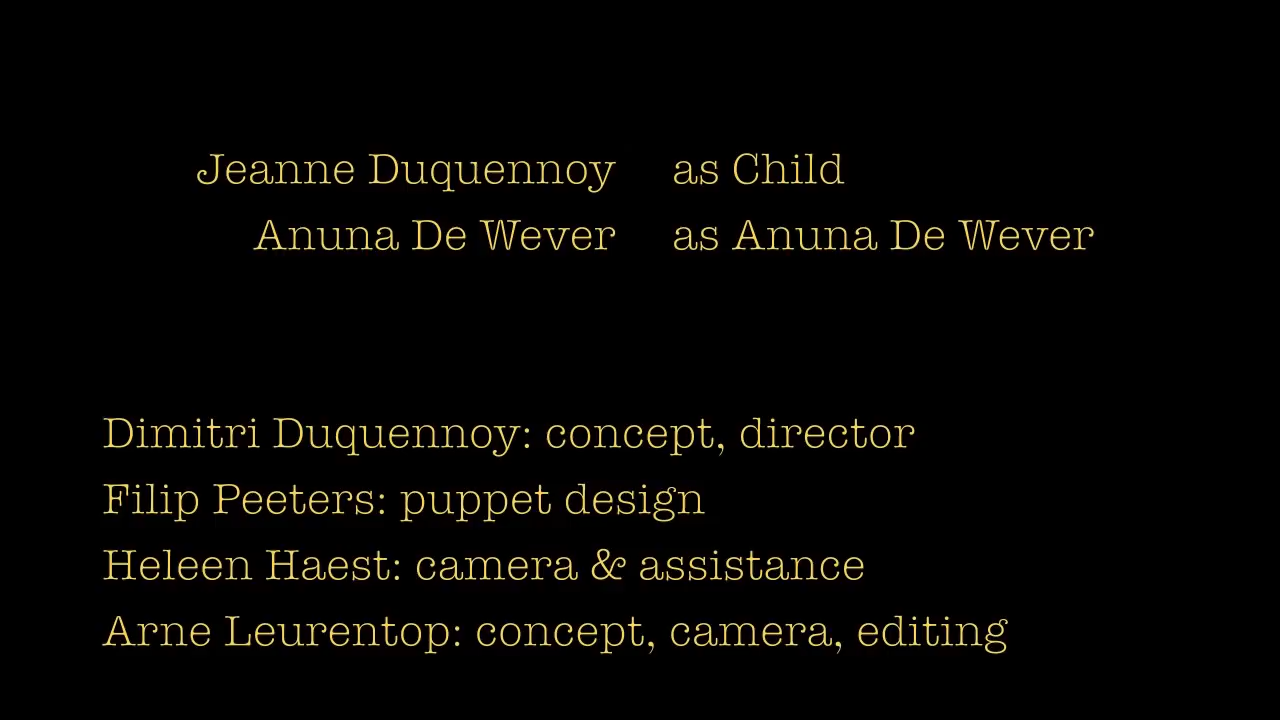 Jeanne Duquennoy as Child
Anuna De Wever as Anuna De Wever
Dimitri Duquennoy: concept, director
Filip Peeters: puppet design
Heleen Haest: camera & assistance
Arne Leurentop: concept, camera, editing